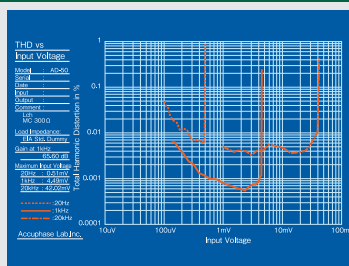 THD vs
Input Voltage
Model : AD-60
Serial :
Date :
Input :
Output :
Comment :
Lch
MC-300Ω
Load Impedance:
EIA Std. Dummy
Gain at 1kHz
65.60 dB
Maximum Input Voltage
20Hz : 0.51mV
1kHz : 4.49mV
20kHz : 42.02mV
:20Hz
:1kHz
:20kHz
Accuphase Lab.Inc.
Total Harmonic Distortion in %
1
0.1
0.01
0.001
0.0001
10uV
100uV
1mV
10mV
100m
Input Voltage